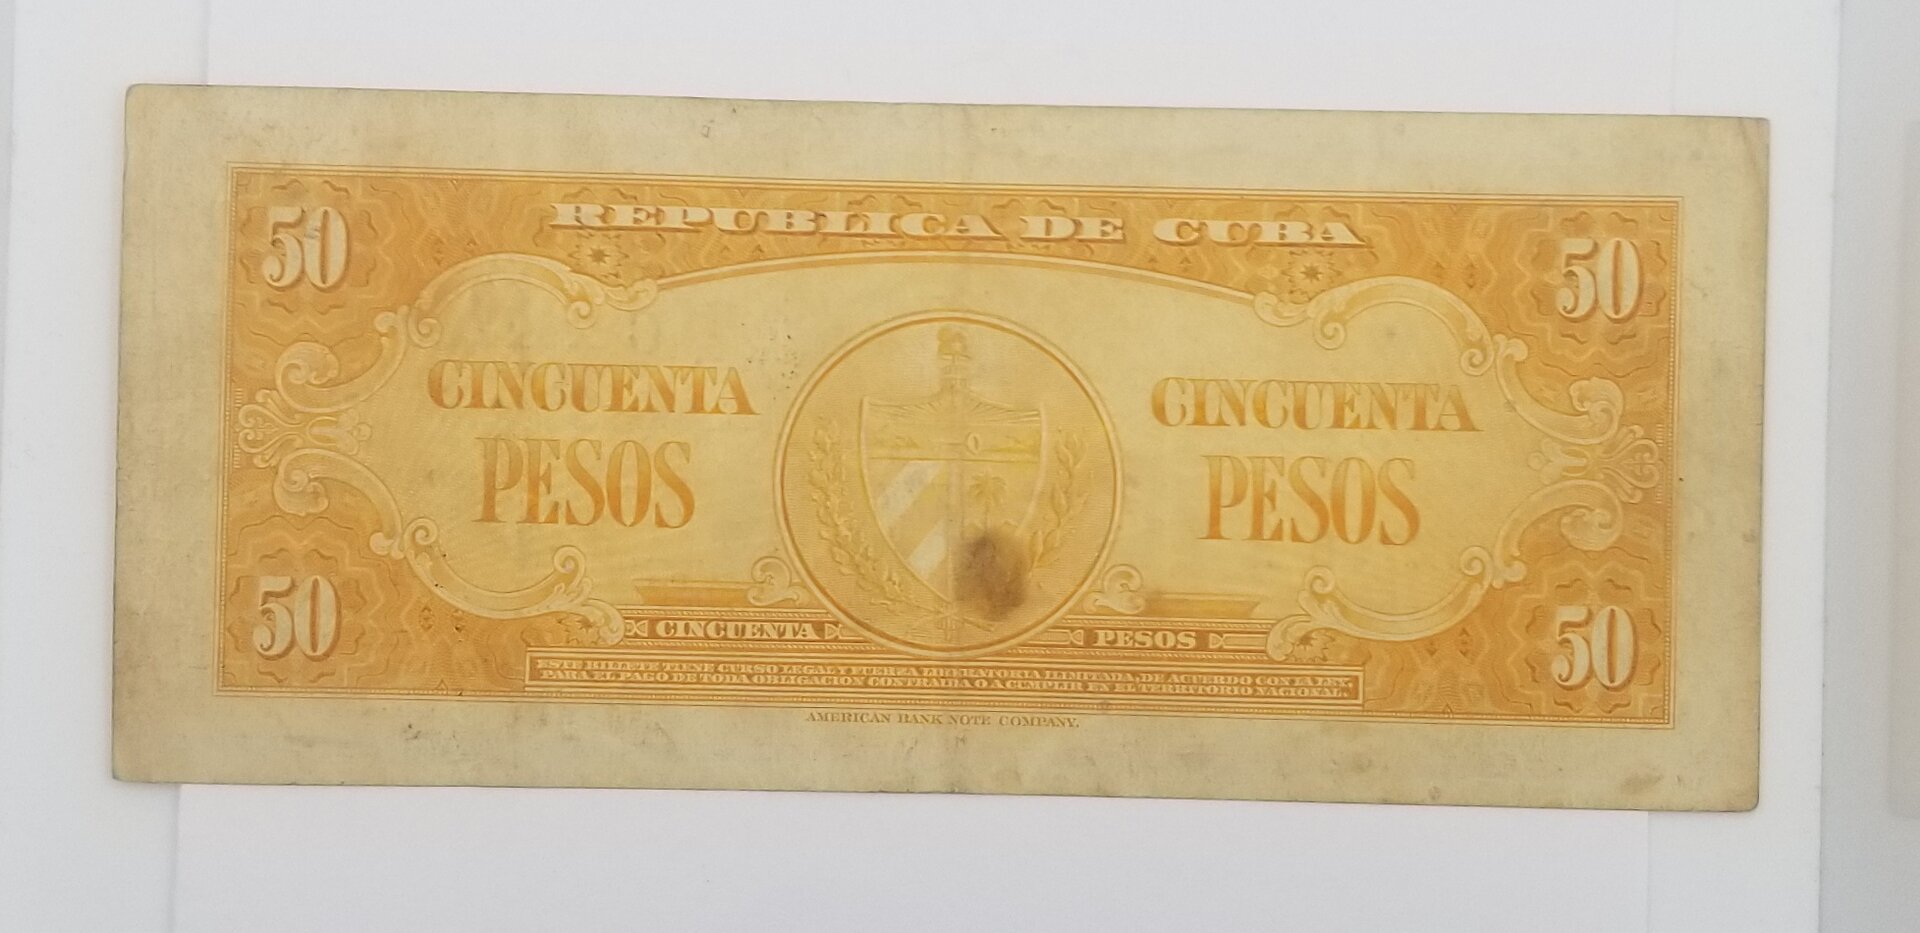 REPUBLICA DE CUBA
50
50
CINCUENTA
PESOS
CINCUENTA
PESOS
50
50
CINCUENTA PESOS
ESTE BILLETE TIENE CURSO LEGAL Y FUERZA LIBERATORIA ILIMITADA, DE ACUERDO CON LA LEY,
PARA EL PAGO DE TODA OBLIGACION CONTRAIDA O A CUMPLIR EN EL TERRITORIO NACIONAL.
AMERICAN BANK NOTE COMPANY.